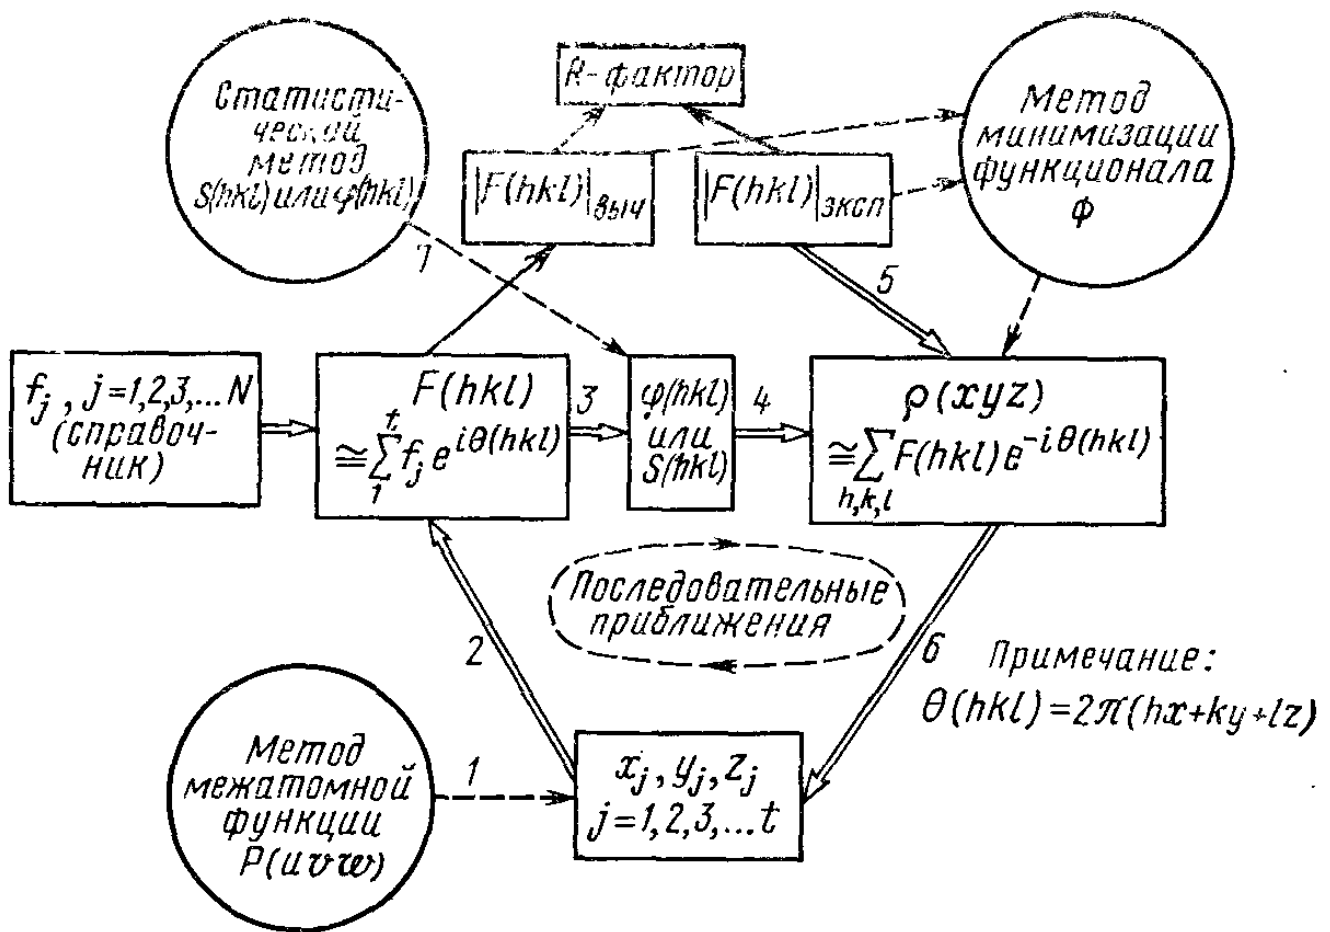 R-фактор
Статисти-
ческий
метод
S(hkl) или φ(hkl)
Метод
минимизации
функционала
Ф
|F(hkl)|выч
|F(hkl)|эксп
7
5
fj, j=1,2,3,...N
(справоч-
ник)
F(hkl)
≅∑₁ᵗ fj e^{iθ(hkl)}
3
φ(hkl)
или
S(hkl)
4
ρ(xyz)
≅∑ F(hkl)e^{-iθ(hkl)}
h,k,l
Последовательные
приближения
2
6
Примечание:
θ(hkl)=2π(hx+ky+lz)
Метод
межатомной
функции
P(uvw)
1
xj, yj, zj
j=1,2,3,...t